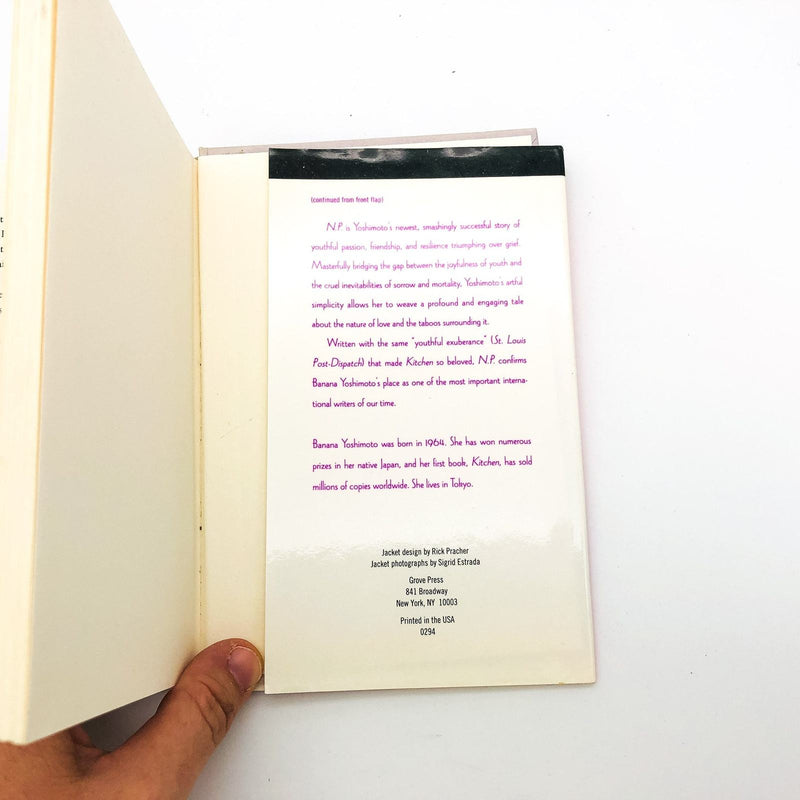 (continued from front flap)
N.P. is Yoshimoto's newest, smashingly successful story of
youthful passion, friendship, and resilience triumphing over grief.
Masterfully bridging the gap between the joyfulness of youth and
the cruel inevitabilities of sorrow and mortality, Yoshimoto's artful
simplicity allows her to weave a profound and engaging tale
about the nature of love and the taboos surrounding it.
Written with the same "youthful exuberance" (St. Louis
Post-Dispatch) that made Kitchen so beloved, N.P. confirms
Banana Yoshimoto's place as one of the most important interna-
tional writers of our time.
Banana Yoshimoto was born in 1964. She has won numerous
prizes in her native Japan, and her first book, Kitchen, has sold
millions of copies worldwide. She lives in Tokyo.
Jacket design by Rick Pracher
Jacket photographs by Sigrid Estrada
Grove Press
841 Broadway
New York, NY 10003
Printed in the USA
0294